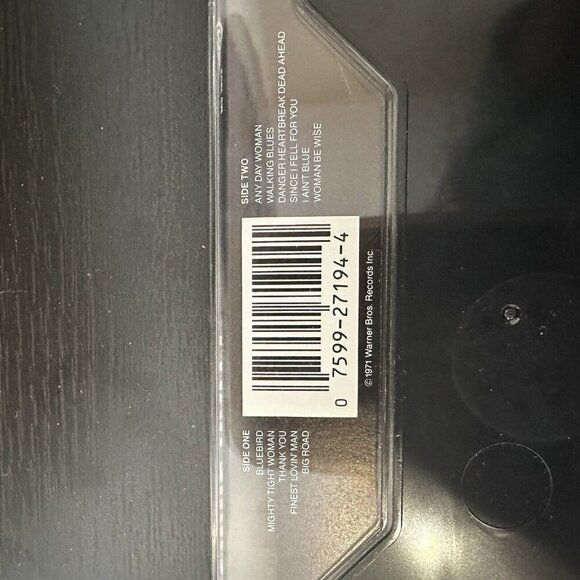 SIDE ONE
BLUEBIRD
MIGHTY TIGHT WOMAN
THANK YOU
FINEST LOVIN' MAN
BIG ROAD
0 7599-27194-4
©1971 Warner Bros. Records Inc.
SIDE TWO
ANY DAY WOMAN
WALKING BLUES
DANGER HEARTBREAK DEAD AHEAD
SINCE I FELL FOR YOU
I AIN'T BLUE
WOMAN BE WISE